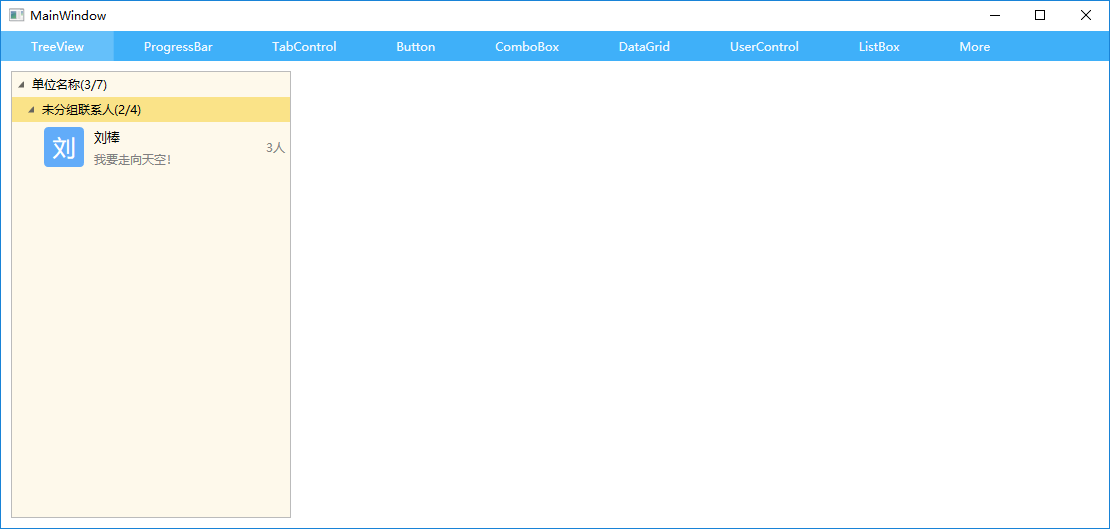 MainWindow
TreeView ProgressBar TabControl Button ComboBox DataGrid UserControl ListBox More
单位名称(3/7)
未分组联系人(2/4)
刘
刘棒
我要走向天空!
3人